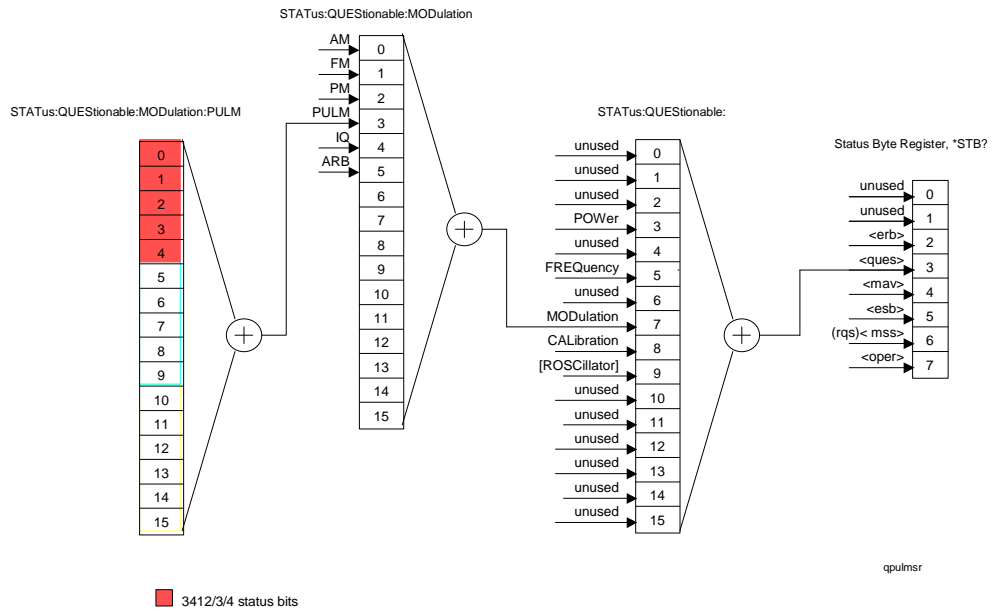 STATus:QUEStionable:MODulation
AM
0
FM
1
PM
2
PULM
3
IQ
4
ARB
5
6
7
8
9
10
11
12
13
14
15
STATus:QUEStionable:MODulation:PULM
0
1
2
3
4
5
6
7
8
9
10
11
12
13
14
15
STATus:QUEStionable:
unused
0
unused
1
unused
2
POWer
3
unused
4
FREQuency
5
unused
6
MODulation
7
CALibration
8
[ROSCillator]
9
unused
10
unused
11
unused
12
unused
13
unused
14
unused
15
Status Byte Register, *STB?
unused
0
unused
1
<erb>
2
<ques>
3
<mav>
4
<esb>
5
(rqs)< mss>
6
<oper>
7
qpulmsr
3412/3/4 status bits